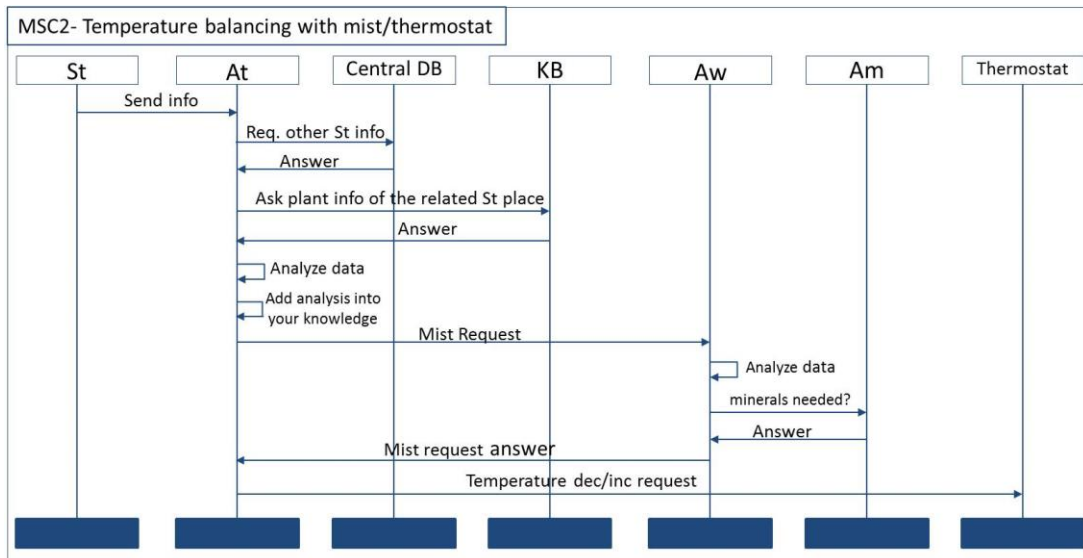 MSC2- Temperature balancing with mist/thermostat
St
At
Central DB
KB
Aw
Am
Thermostat
Send info
Req. other St info
Answer
Ask plant info of the related St place
Answer
Analyze data
Add analysis into
your knowledge
Mist Request
Analyze data
minerals needed?
Answer
Mist request answer
Temperature dec/inc request